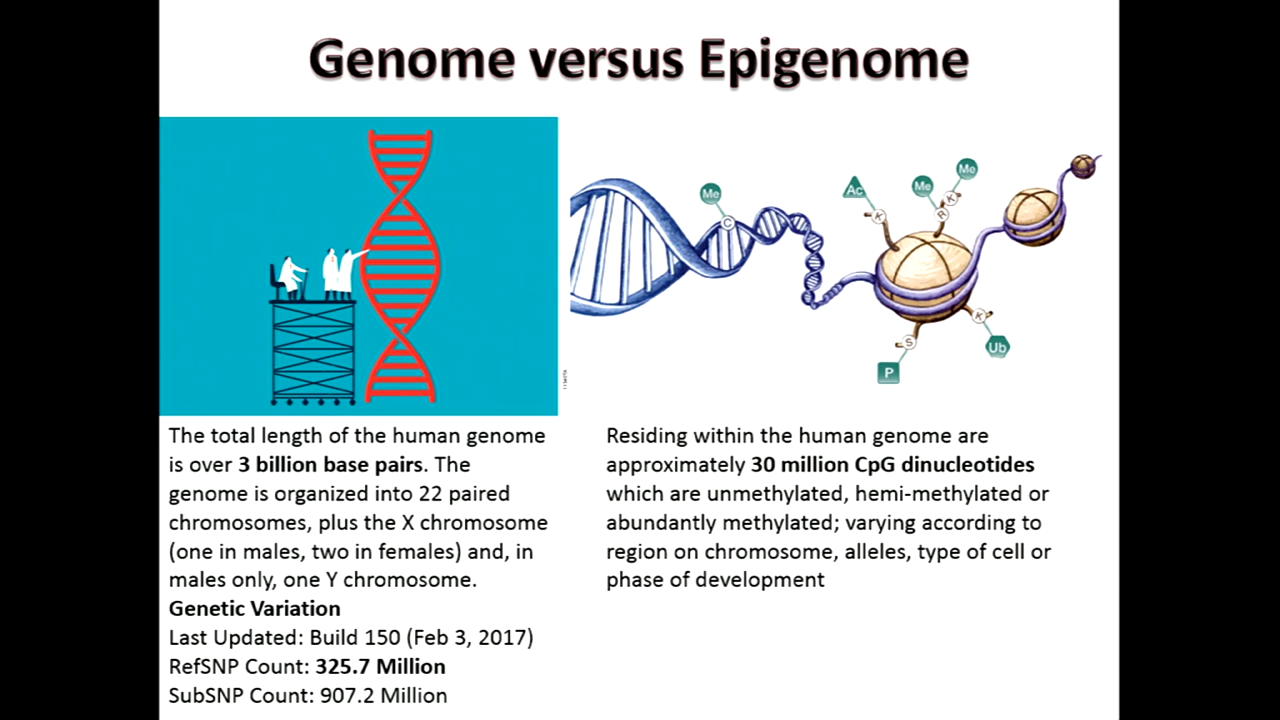 Genome versus Epigenome
Me
C
Ac
K
Me
R
Me
K
S
P
K
Ub
The total length of the human genome
is over 3 billion base pairs. The
genome is organized into 22 paired
chromosomes, plus the X chromosome
(one in males, two in females) and, in
males only, one Y chromosome.
Genetic Variation
Last Updated: Build 150 (Feb 3, 2017)
RefSNP Count: 325.7 Million
SubSNP Count: 907.2 Million
Residing within the human genome are
approximately 30 million CpG dinucleotides
which are unmethylated, hemi-methylated or
abundantly methylated; varying according to
region on chromosome, alleles, type of cell or
phase of development